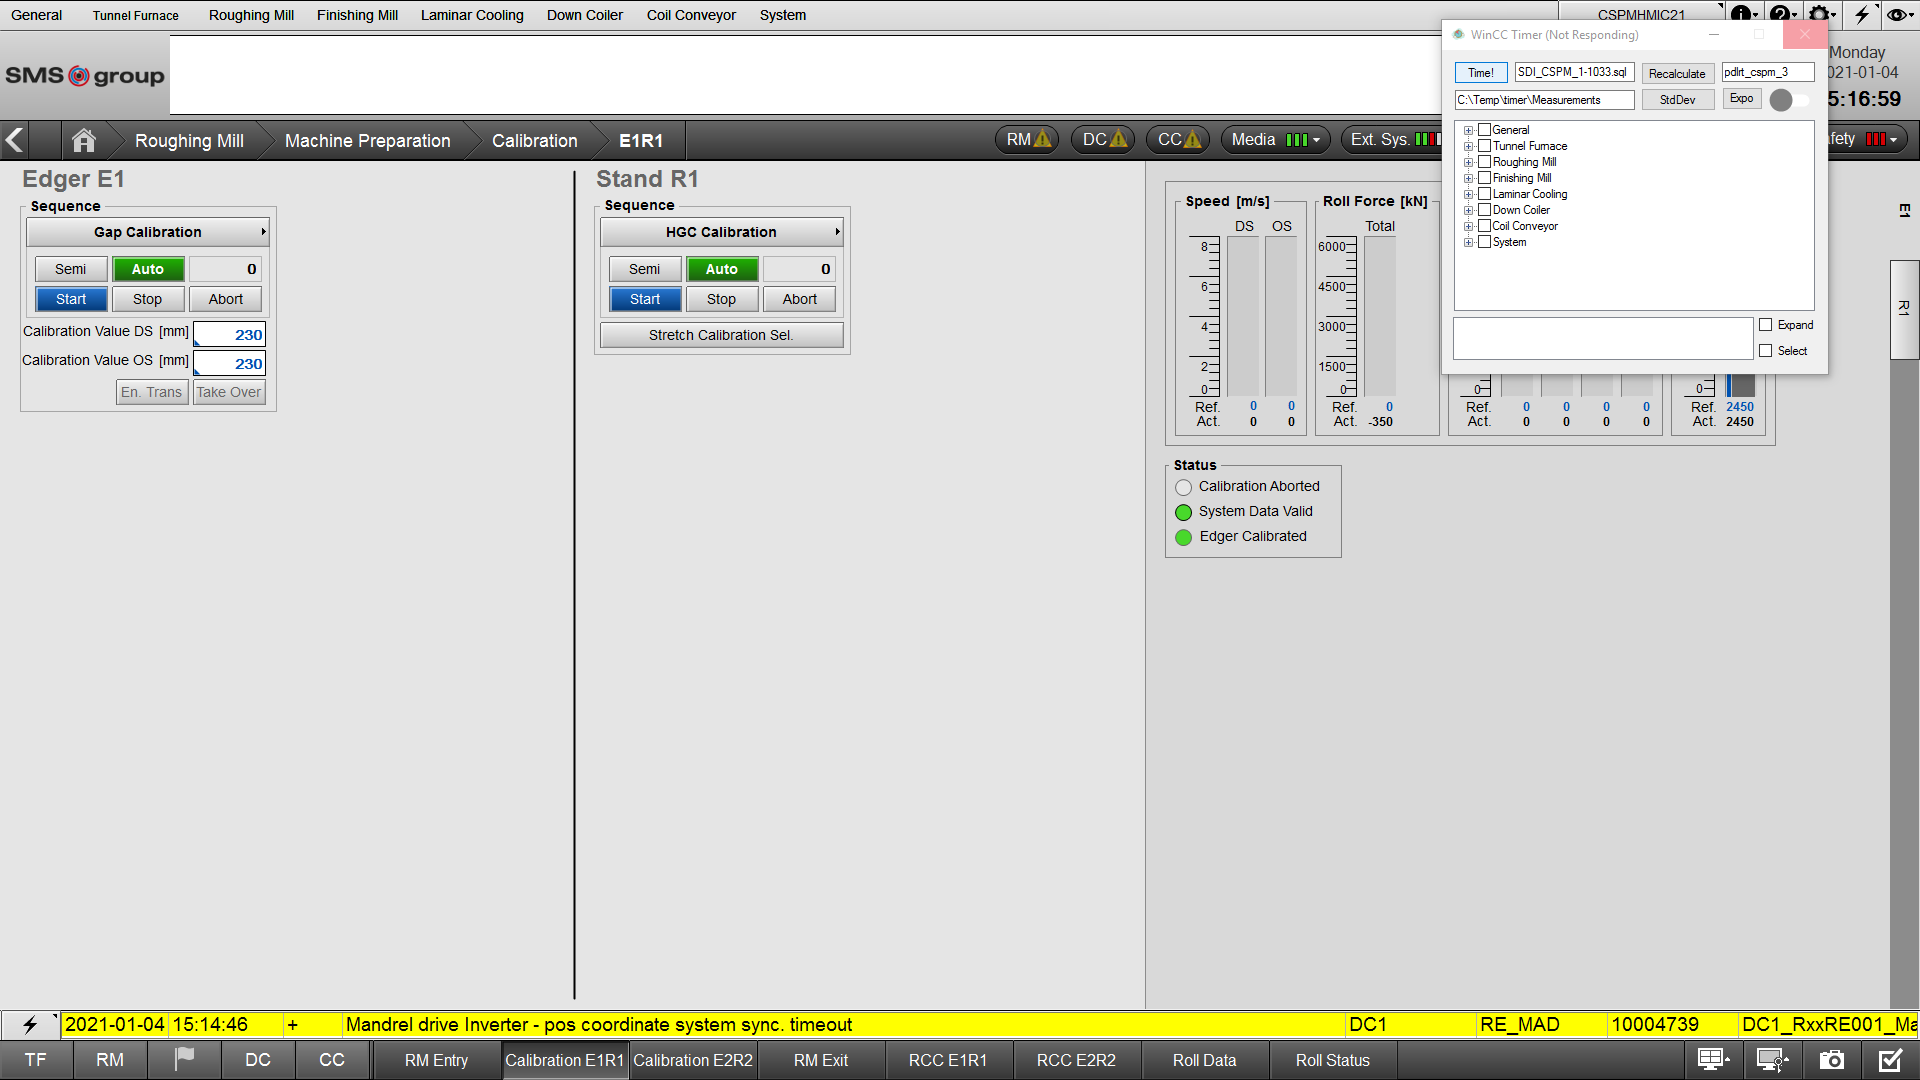 General Tunnel Furnace Roughing Mill Finishing Mill Laminar Cooling Down Coiler Coil Conveyor System CSPMHMIC21
WinCC Timer (Not Responding)
SMS group
Monday
021-01-04
5:16:59
Time! SDI_CSPM_1-1033.sql Recalculate pdlrt_cspm_3
C:\Temp\timer\Measurements StdDev Expo
General
Tunnel Furnace
Roughing Mill
Finishing Mill
Laminar Cooling
Down Coiler
Coil Conveyor
System
Expand
Select
Roughing Mill Machine Preparation Calibration E1R1 RM DC CC Media Ext. Sys. fety
Edger E1
Sequence
Gap Calibration
Semi Auto 0
Start Stop Abort
Calibration Value DS [mm] 230
Calibration Value OS [mm] 230
En. Trans Take Over
Stand R1
Sequence
HGC Calibration
Semi Auto 0
Start Stop Abort
Stretch Calibration Sel.
Speed [m/s]
DS OS
8
6
4
2
0
Ref. 0 0
Act. 0 0
Roll Force [kN]
Total
6000
4500
3000
1500
0
Ref. 0
Act. -350
0
Ref. 0 0 0 0
Act. 0 0 0 0
0
Ref. 2450
Act. 2450
E1
R1
Status
Calibration Aborted
System Data Valid
Edger Calibrated
2021-01-04 15:14:46 + Mandrel drive Inverter - pos coordinate system sync. timeout DC1 RE_MAD 10004739 DC1_RxxRE001_Ma
TF RM DC CC RM Entry Calibration E1R1 Calibration E2R2 RM Exit RCC E1R1 RCC E2R2 Roll Data Roll Status